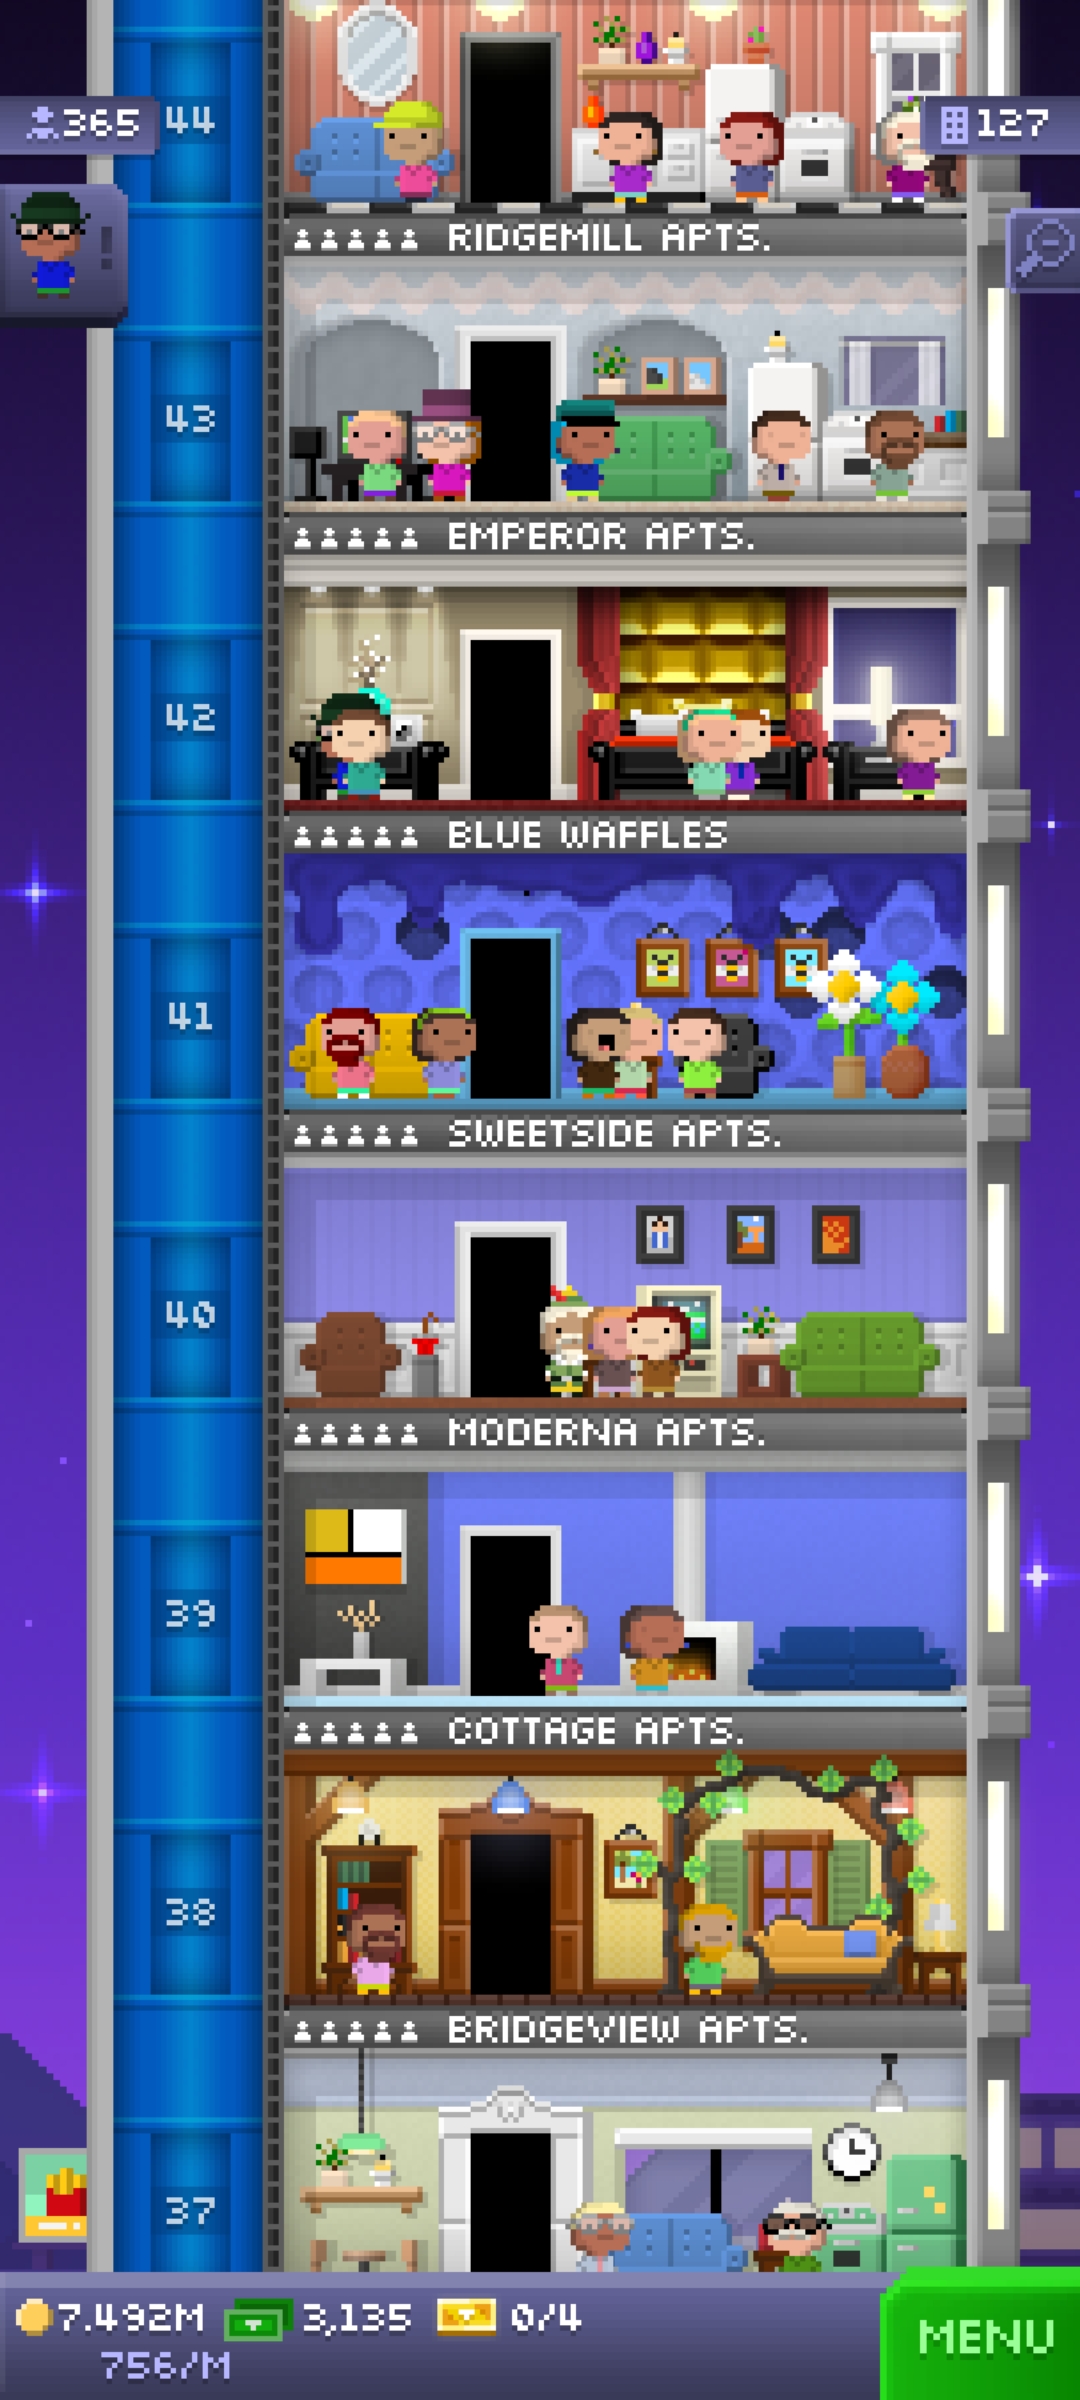 365
44
127
RIDGEMILL APTS.
43
EMPEROR APTS.
42
BLUE WAFFLES
41
SWEETSIDE APTS.
40
MODERNA APTS.
39
COTTAGE APTS.
38
BRIDGEVIEW APTS.
37
7.492M 3,135 0/4
756/M
MENU